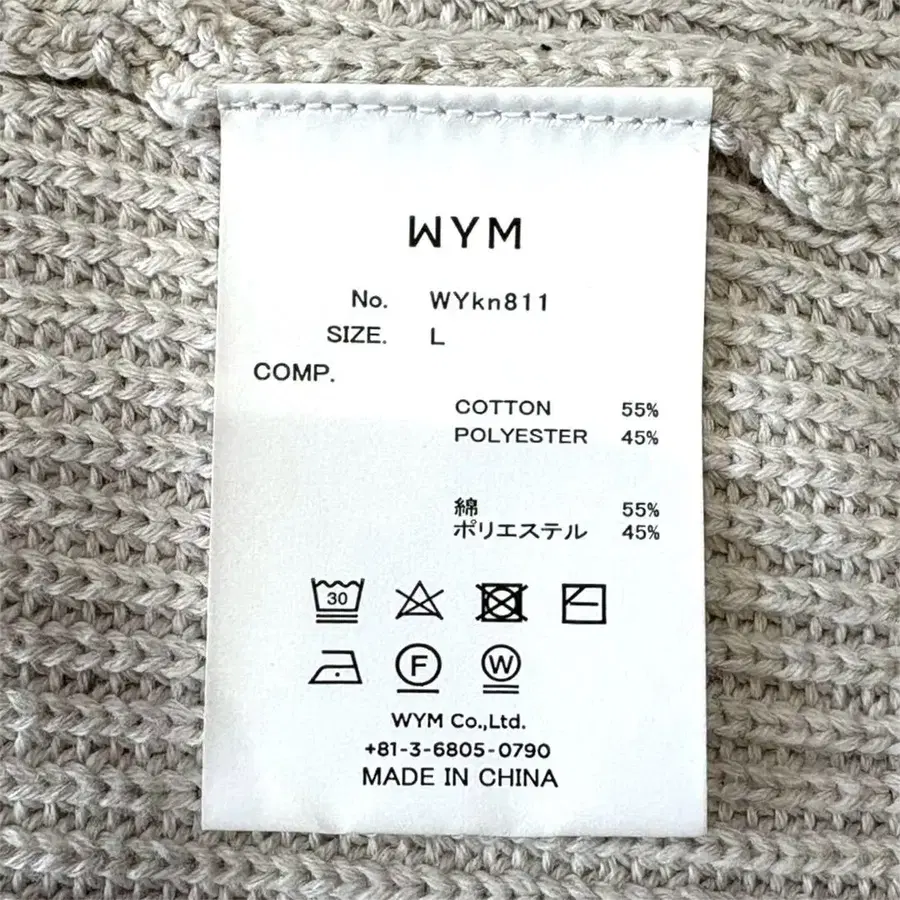 WYM
No. WYkn811
SIZE. L
COMP.
COTTON 55%
POLYESTER 45%
綿 55%
ポリエステル 45%
30
F W
WYM Co.,Ltd.
+81-3-6805-0790
MADE IN CHINA